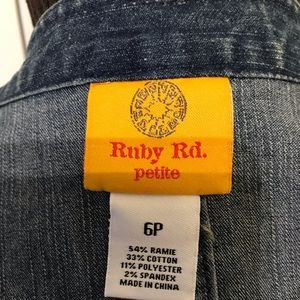 Ruby Rd.
petite
6P
54% RAMIE
33% COTTON
11% POLYESTER
2% SPANDEX
MADE IN CHINA